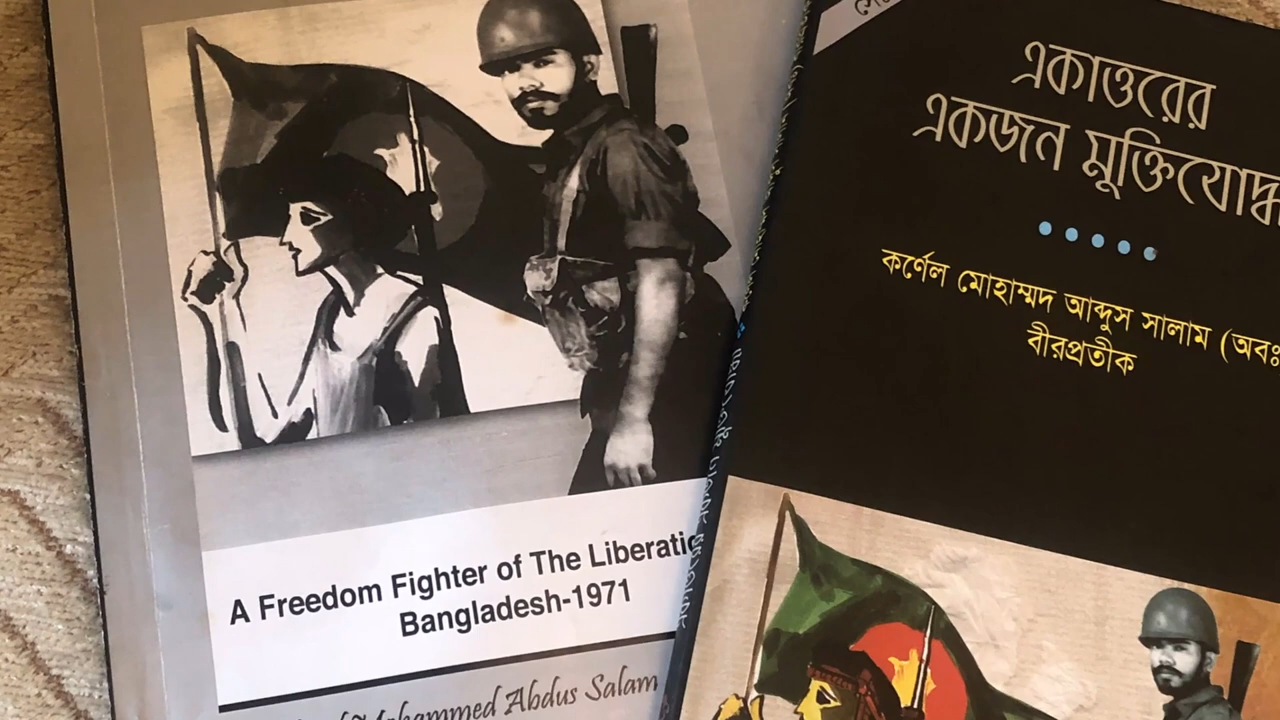 A Freedom Fighter of The Liberatio
Bangladesh-1971
Mohammed Abdus Salam
একাত্তরের
একজন মুক্তিযোদ্ধা
কর্ণেল মোহাম্মদ আব্দুস সালাম (অবঃ
বীরপ্রতীক